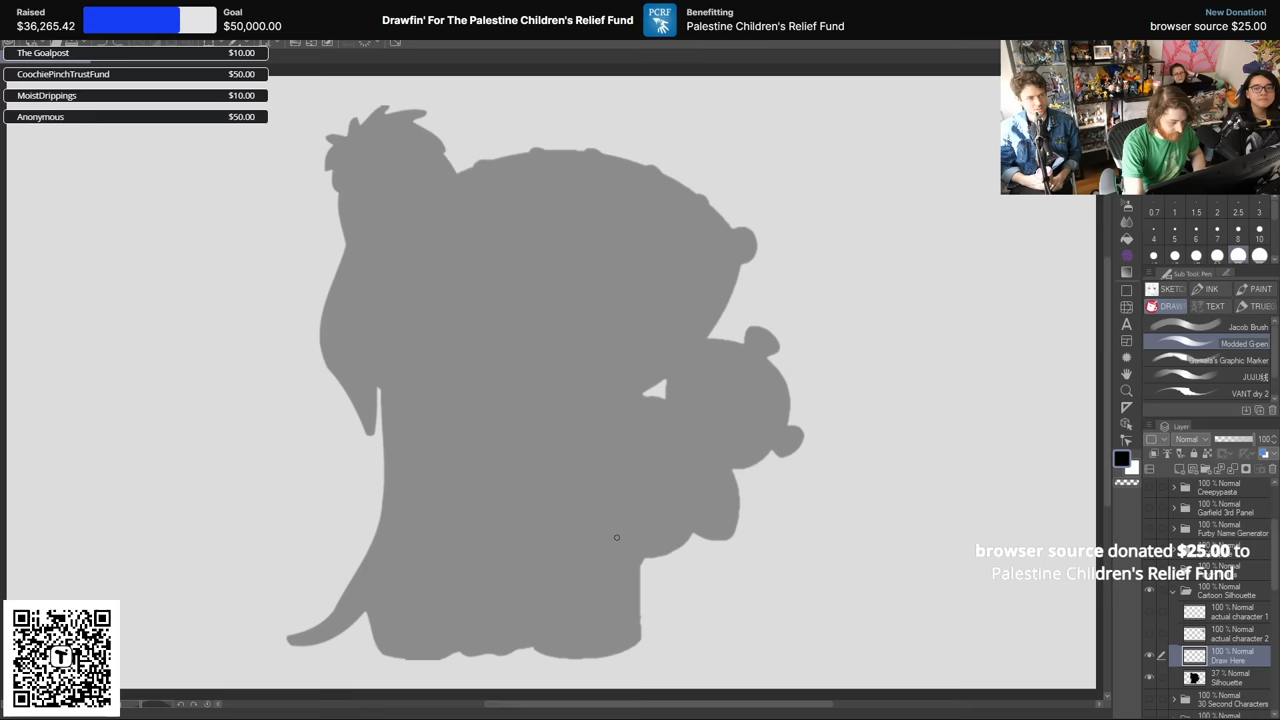 Raised
$36,265.42
Goal
$50,000.00
Drawfin' For The Palestine Children's Relief Fund
PCRF
Benefitting
Palestine Children's Relief Fund
New Donation!
browser source $25.00
The Goalpost $10.00
CoochiePinchTrustFund $50.00
MoistDrippings $10.00
Anonymous $50.00
0.7 1 1.5 2 2.5 3
4 5 6 7 8 10
Sub Tool: Pen
SKETC INK PAINT
DRAW TEXT TRUE
Jacob Brush
Modded G-pen
Graphic Marker
VANT dry 2
Layer
Normal 100
100 % Normal
Creepypasta
100 % Normal
Garfield 3rd Panel
100 % Normal
Furby Name Generator
browser source donated $25.00 to
Palestine Children's Relief Fund
100 % Normal
Cartoon Silhouette
100 % Normal
actual character 1
100 % Normal
actual character 2
100 % Normal
Draw Here
37 % Normal
Silhouette
100 % Normal
30 Second Characters
100 % Normal